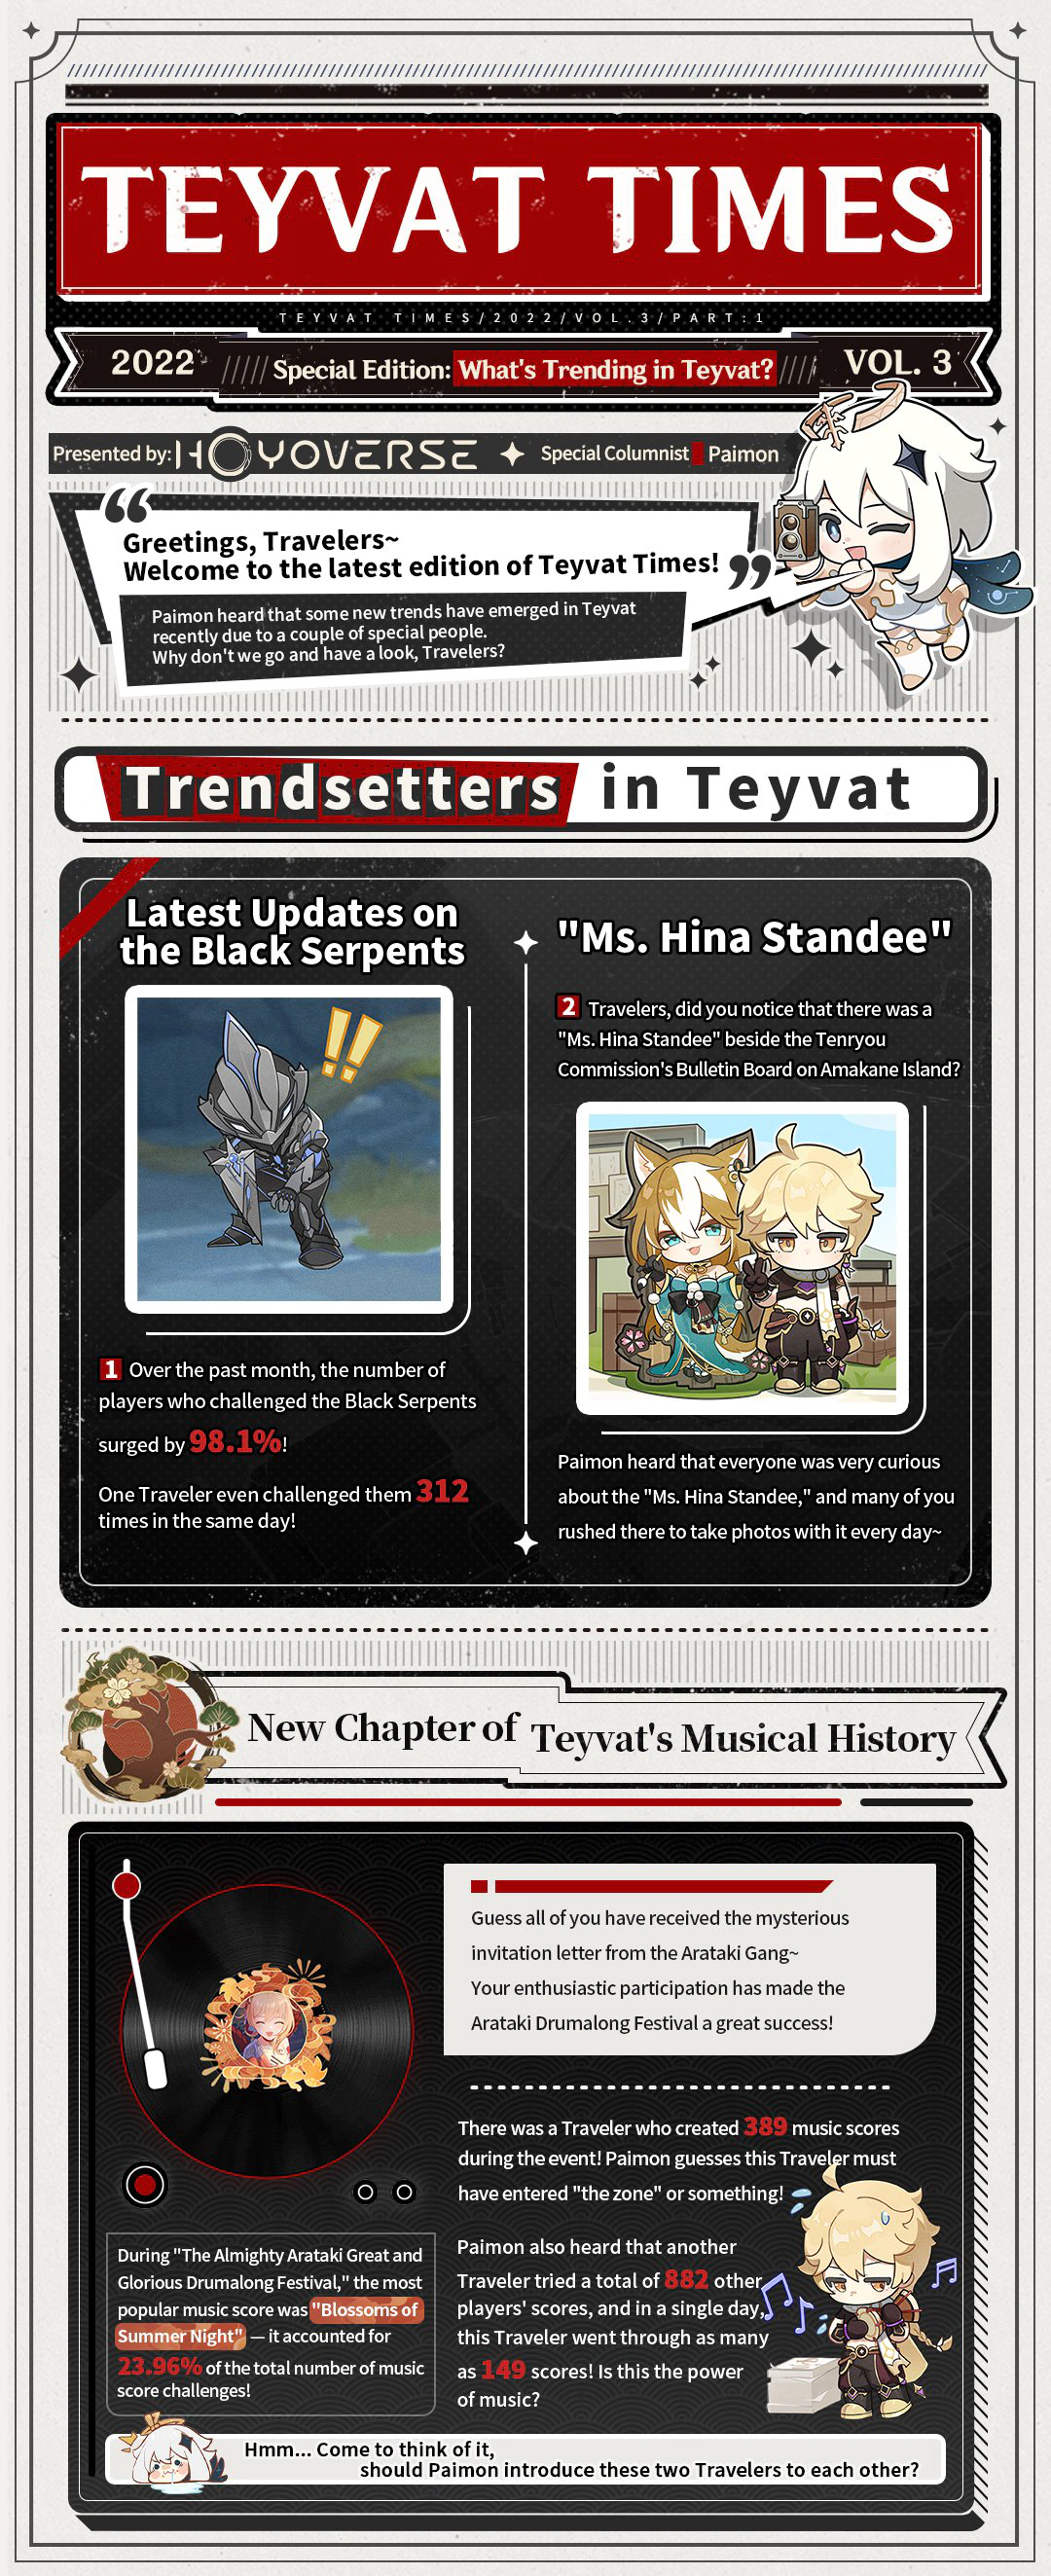 TEYVAT TIMES
TEYVAT TIMES/2022/VOL.3/PART:1
2022
Special Edition: What's Trending in Teyvat?
VOL. 3
Presented by: HOYOVERSE
Special Columnist Paimon
Greetings, Travelers~
Welcome to the latest edition of Teyvat Times!
Paimon heard that some new trends have emerged in Teyvat
recently due to a couple of special people.
Why don't we go and have a look, Travelers?
Trendsetters in Teyvat
Latest Updates on
the Black Serpents
1 Over the past month, the number of
players who challenged the Black Serpents
surged by 98.1%!
One Traveler even challenged them 312
times in the same day!
"Ms. Hina Standee"
2 Travelers, did you notice that there was a
"Ms. Hina Standee" beside the Tenryou
Commission's Bulletin Board on Amakane Island?
Paimon heard that everyone was very curious
about the "Ms. Hina Standee," and many of you
rushed there to take photos with it every day~
New Chapter of Teyvat's Musical History
Guess all of you have received the mysterious
invitation letter from the Arataki Gang~
Your enthusiastic participation has made the
Arataki Drumalong Festival a great success!
There was a Traveler who created 389 music scores
during the event! Paimon guesses this Traveler must
have entered "the zone" or something!
Paimon also heard that another
Traveler tried a total of 882 other
players' scores, and in a single day,
this Traveler went through as many
as 149 scores! Is this the power
of music?
During "The Almighty Arataki Great and
Glorious Drumalong Festival," the most
popular music score was "Blossoms of
Summer Night" — it accounted for
23.96% of the total number of music
score challenges!
Hmm... Come to think of it,
should Paimon introduce these two Travelers to each other?